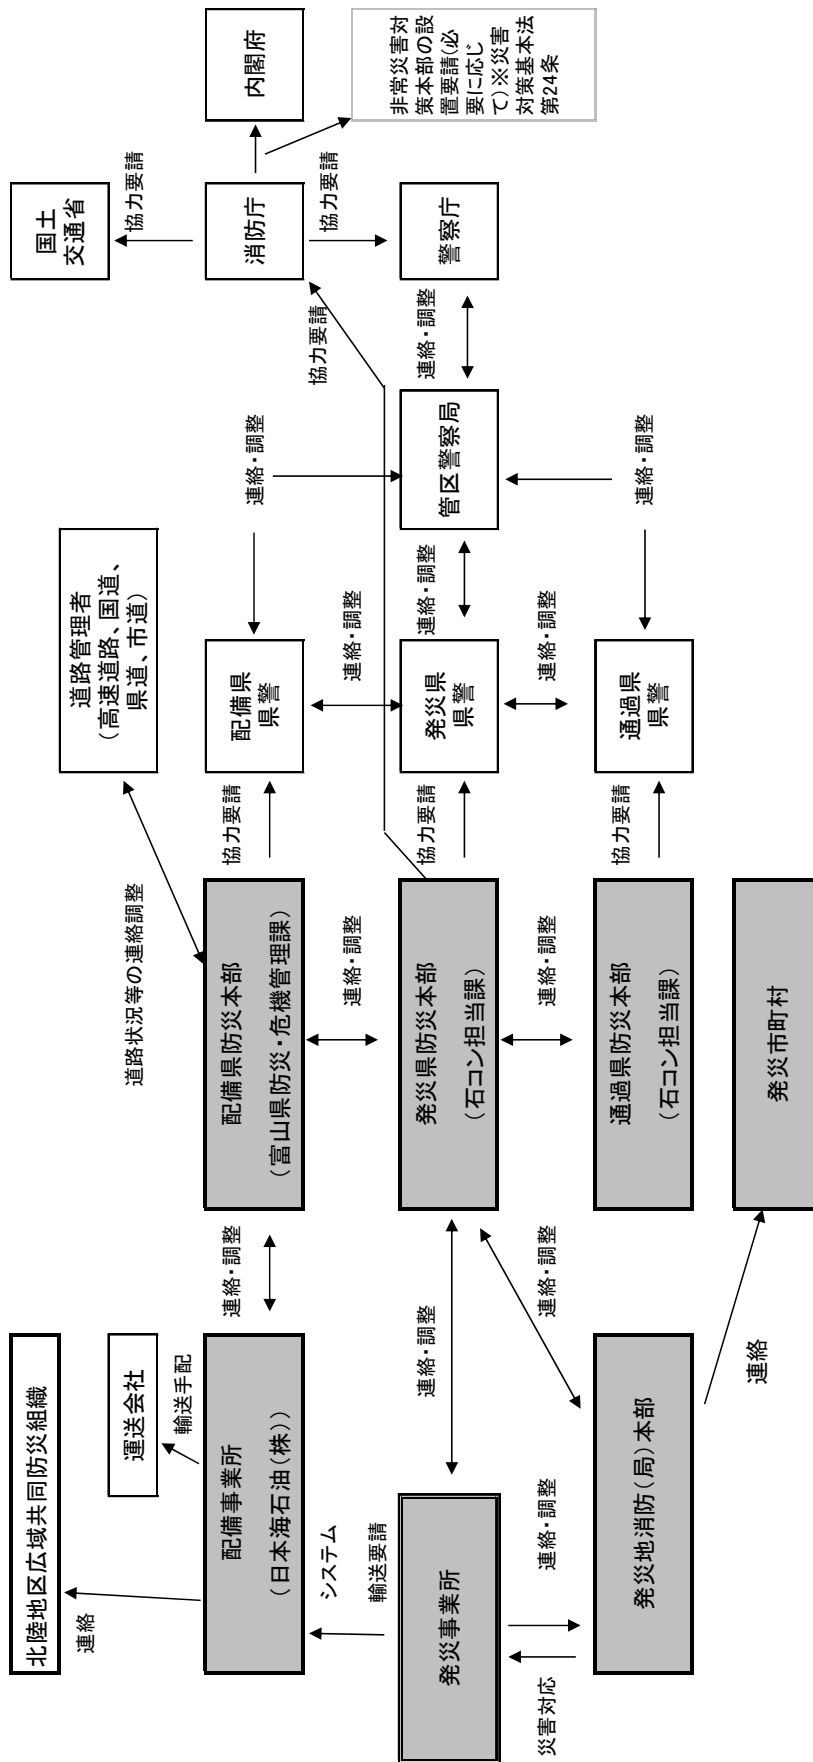 北陸地区広域共同防災組織
連絡
運送会社
輸送手配
配備事業所
(日本海石油(株))
システム
輸送要請
発災事業所
災害対応
連絡・調整
発災地消防(局)本部
連絡
連絡・調整
連絡・調整
連絡・調整
道路状況等の連絡調整
配備県防災本部
(富山県防災・危機管理課)
連絡・調整
発災県防災本部
(石コン担当課)
連絡・調整
通過県防災本部
(石コン担当課)
発災市町村
道路管理者
(高速道路、国道、
県道、市道)
協力要請
配備県
県警
連絡・調整
協力要請
発災県
県警
連絡・調整
協力要請
通過県
県警
連絡・調整
連絡・調整
管区警察局
連絡・調整
連絡・調整
協力要請
国土
交通省
協力要請
消防庁
協力要請
警察庁
内閣府
非常災害対
策本部の設
置要請(必
要に応じ
て)※災害
対策基本法
第24条